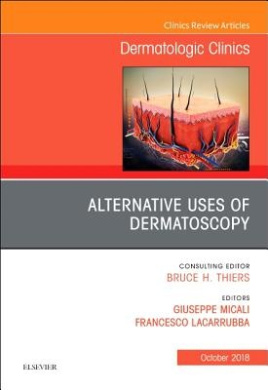 Clinics Review Articles
Dermatologic Clinics
ALTERNATIVE USES OF
DERMATOSCOPY
CONSULTING EDITOR
BRUCE H. THIERS
EDITORS
GIUSEPPE MICALI
FRANCESCO LACARRUBBA
ELSEVIER
October 2018